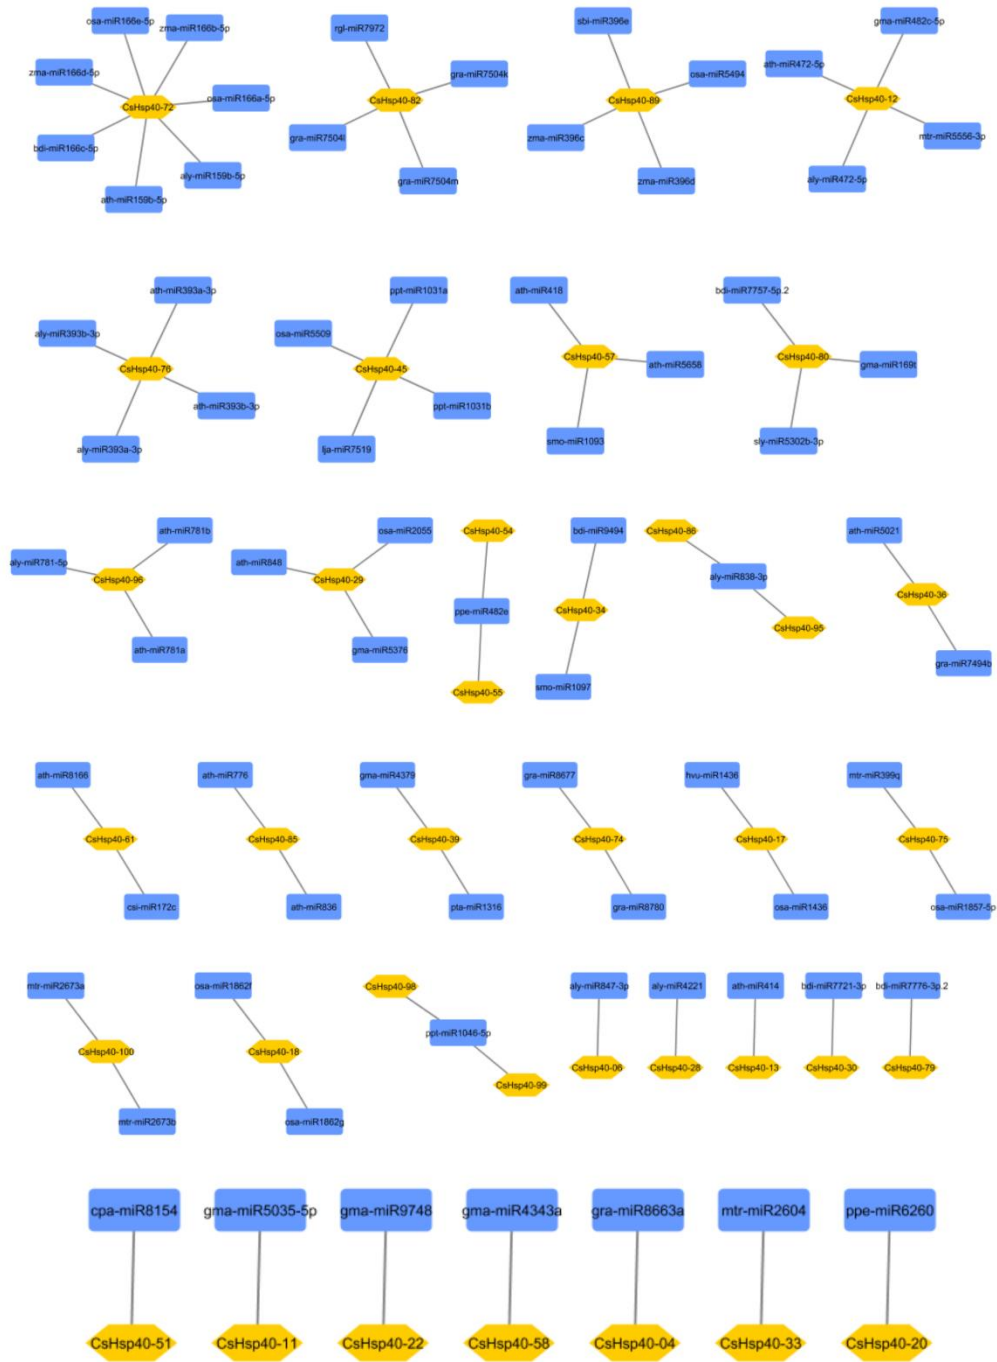 osa-miR166e-5p
zma-miR166b-5p
zma-miR166d-5p
osa-miR166a-5p
CsHsp40-72
bdi-miR166c-5p
aly-miR159b-5p
ath-miR159b-5p
rgl-miR7972
gra-miR7504k
CsHsp40-82
gra-miR7504l
gra-miR7504m
sbi-miR396e
osa-miR5494
CsHsp40-89
zma-miR396c
zma-miR396d
gma-miR482c-5p
ath-miR472-5p
CsHsp40-12
mtr-miR5556-3p
aly-miR472-5p
ath-miR393a-3p
aly-miR393b-3p
CsHsp40-76
ath-miR393b-3p
aly-miR393a-3p
ppt-miR1031a
osa-miR5509
CsHsp40-45
ppt-miR1031b
lja-miR7519
ath-miR418
CsHsp40-57
ath-miR5658
smo-miR1093
bdi-miR7757-5p.2
CsHsp40-80
gma-miR169t
sly-miR5302b-3p
ath-miR781b
aly-miR781-5p
CsHsp40-96
ath-miR781a
osa-miR2055
ath-miR848
CsHsp40-29
gma-miR5376
CsHsp40-54
ppe-miR482e
CsHsp40-55
bdi-miR9494
CsHsp40-34
smo-miR1097
CsHsp40-86
aly-miR838-3p
CsHsp40-95
ath-miR5021
CsHsp40-36
gra-miR7494b
ath-miR8166
CsHsp40-61
csi-miR172c
ath-miR776
CsHsp40-85
ath-miR836
gma-miR4379
CsHsp40-39
pta-miR1316
gra-miR8677
CsHsp40-74
gra-miR8780
hvu-miR1436
CsHsp40-17
osa-miR1436
mtr-miR399q
CsHsp40-75
osa-miR1857-5p
mtr-miR2673a
CsHsp40-100
mtr-miR2673b
osa-miR1862f
CsHsp40-18
osa-miR1862g
CsHsp40-98
ppt-miR1046-5p
CsHsp40-99
aly-miR847-3p
CsHsp40-06
aly-miR4221
CsHsp40-28
ath-miR414
CsHsp40-13
bdi-miR7721-3p
CsHsp40-30
bdi-miR7776-3p.2
CsHsp40-79
cpa-miR8154
CsHsp40-51
gma-miR5035-5p
CsHsp40-11
gma-miR9748
CsHsp40-22
gma-miR4343a
CsHsp40-58
gra-miR8663a
CsHsp40-04
mtr-miR2604
CsHsp40-33
ppe-miR6260
CsHsp40-20